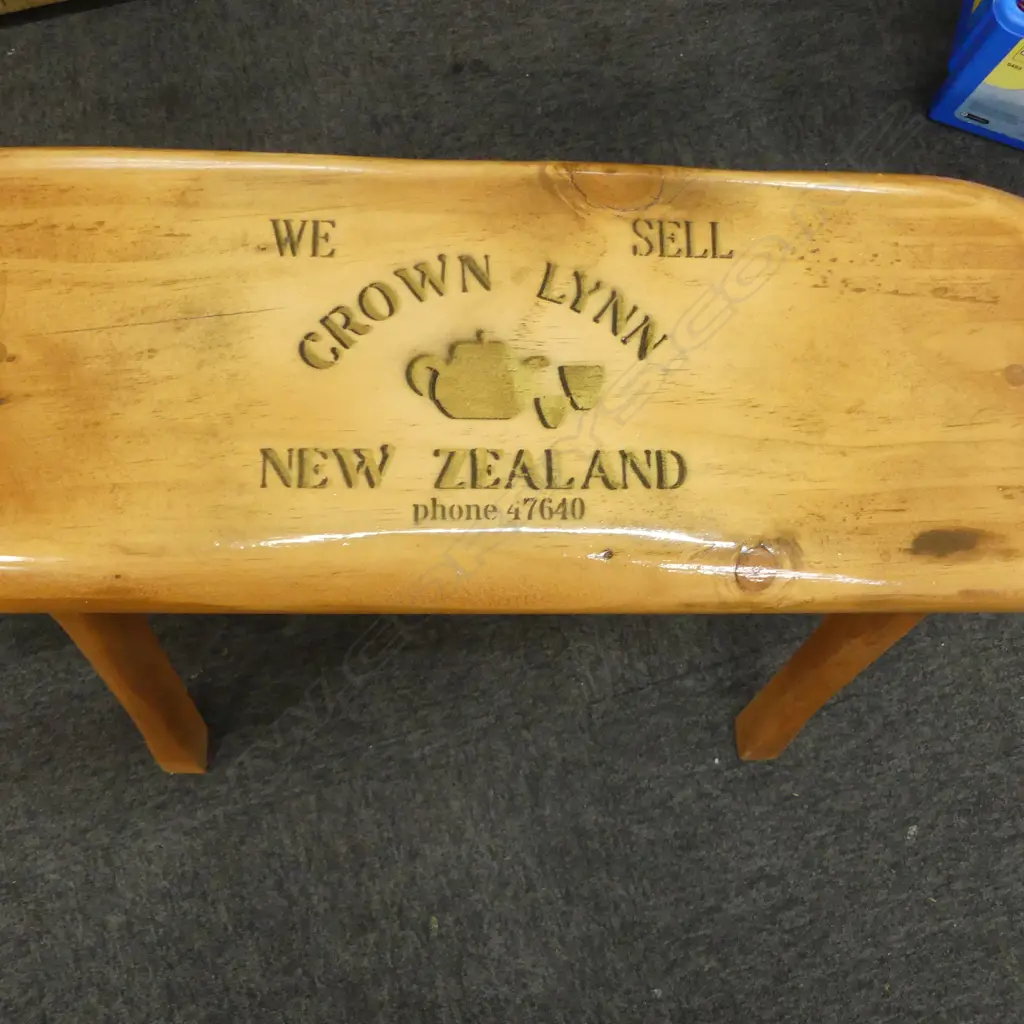 WE SELL
CROWN LYNN
NEW ZEALAND
phone 47640